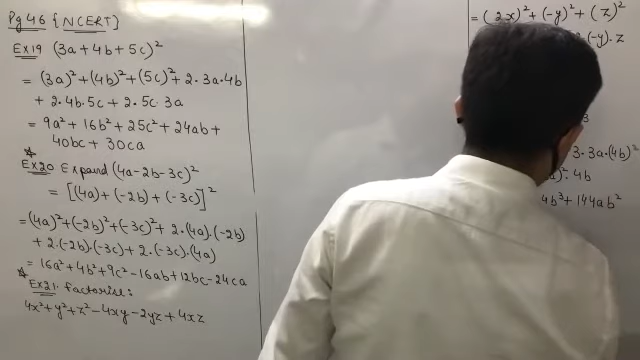 Pg 46 [NCERT]
Ex 19 (3a + 4b + 5c)²
= (3a)² + (4b)² + (5c)² + 2·3a·4b
+ 2·4b·5c + 2·5c·3a
= 9a² + 16b² + 25c² + 24ab +
40bc + 30ca
* Ex20 Expand (4a - 2b - 3c)²
= [(4a) + (-2b) + (-3c)]²
= (4a)² + (-2b)² + (-3c)² + 2·(4a)·(-2b)
+ 2·(-2b)·(-3c) + 2·(-3c)·(4a)
= 16a² + 4b² + 9c² - 16ab + 12bc - 24ca
* Ex21. factorise:
4x² + y² + z² - 4xy - 2yz + 4xz
= (2x)² + (-y)² + (z)²
(-y)·z
3·3a·(4b)²
)²·4b
4b³ + 144ab²